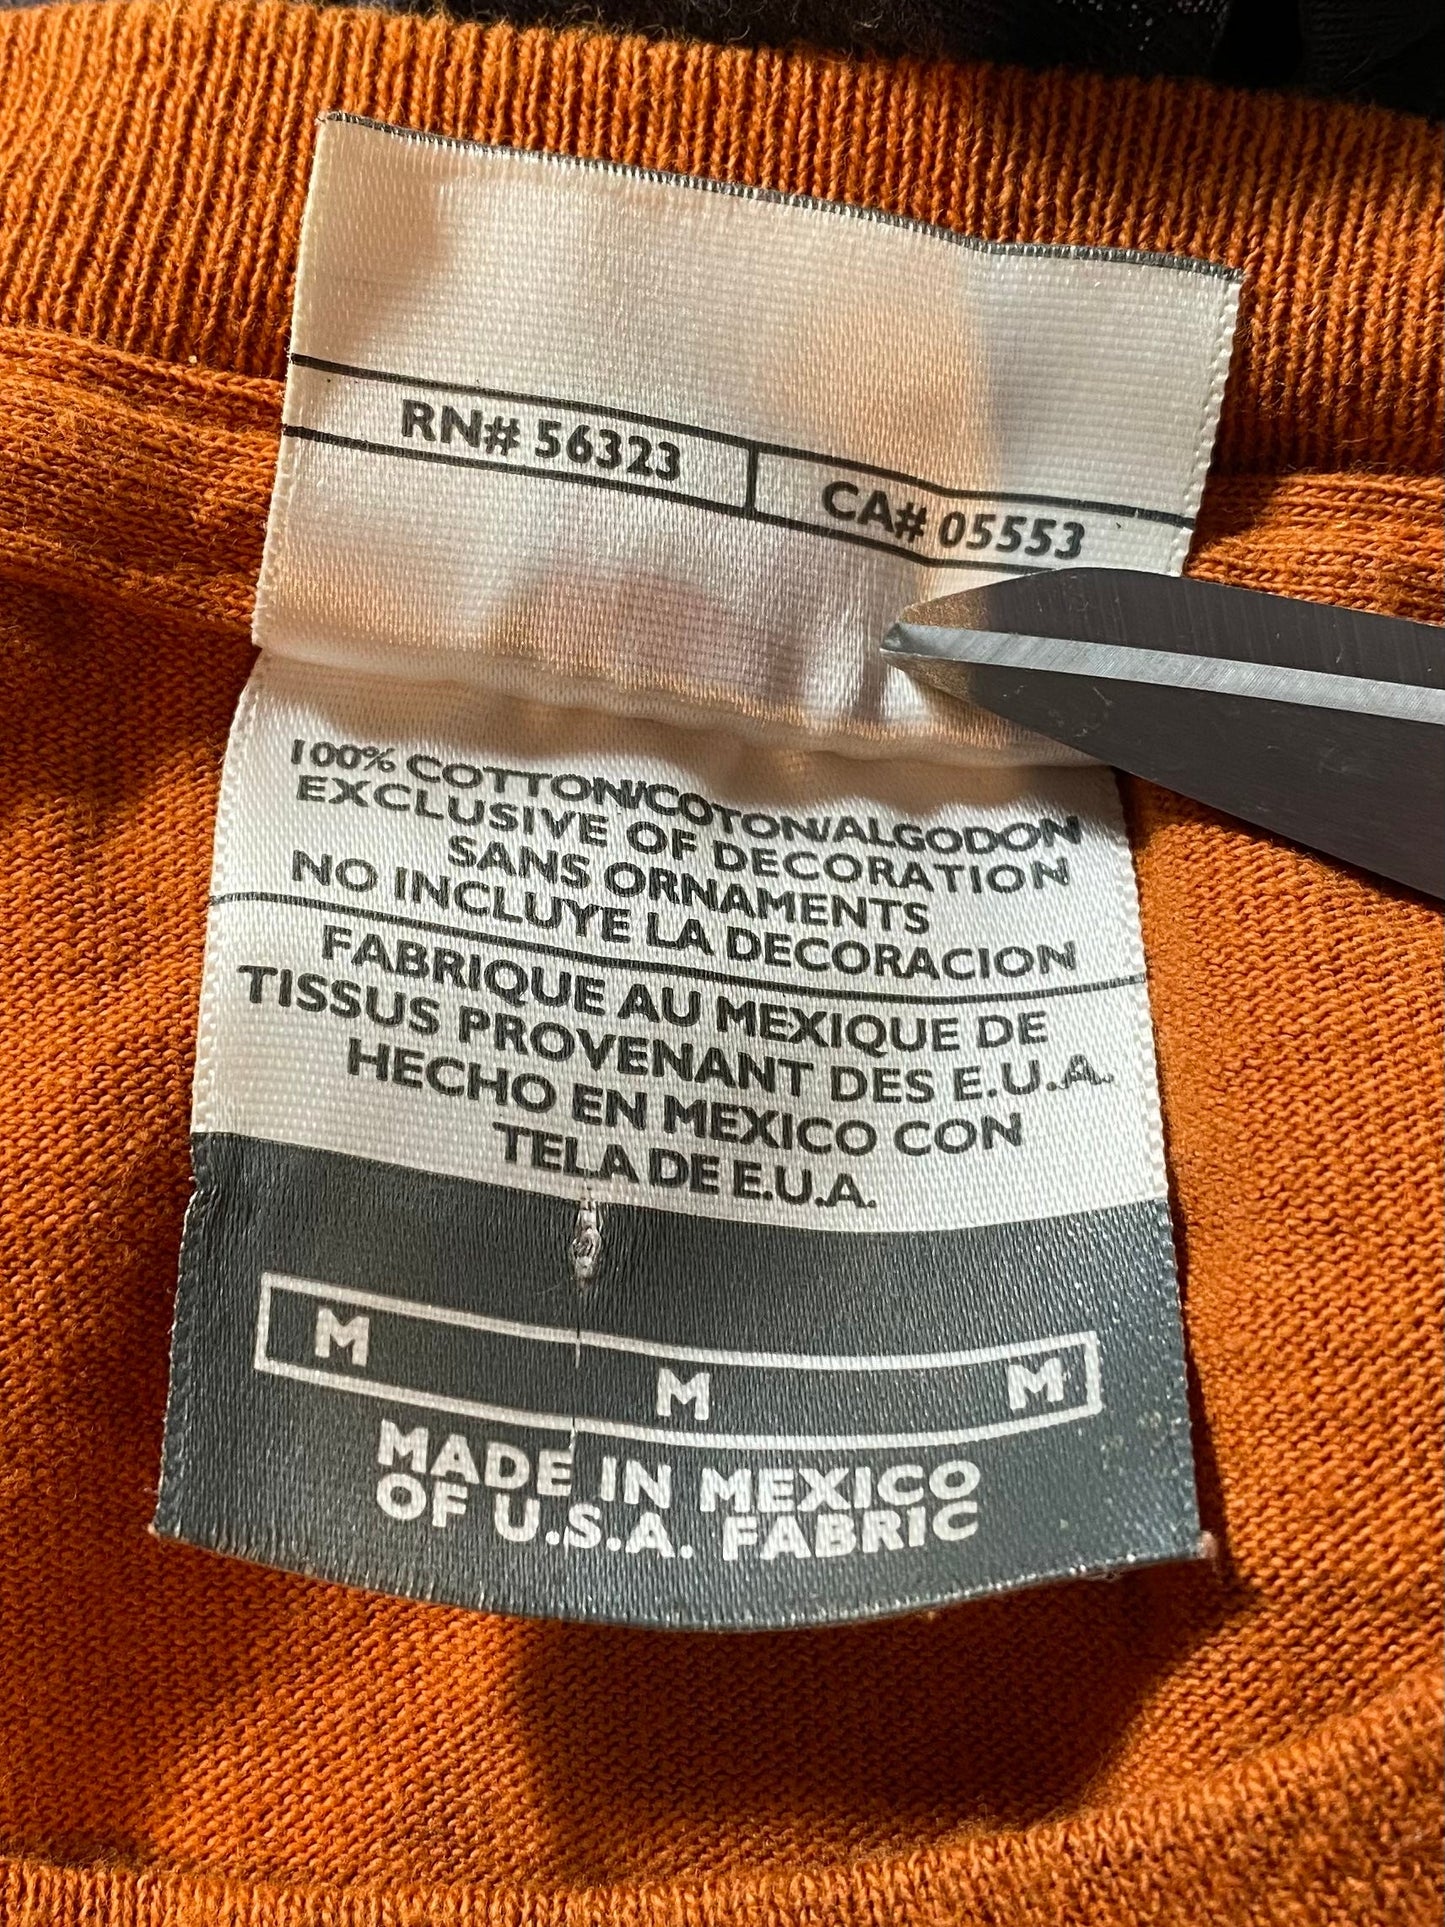 RN# 56323 CA# 05553
100% COTTON/COTON/ALGODON
EXCLUSIVE OF DECORATION
SANS ORNAMENTS
NO INCLUYE LA DECORACION
FABRIQUE AU MEXIQUE DE
TISSUS PROVENANT DES E.U.A.
HECHO EN MEXICO CON
TELA DE E.U.A.
M M M
MADE IN MEXICO
OF U.S.A. FABRIC